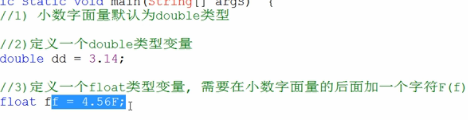 ic static void main(String[] args)  {
//1) 小数字面量默认为double类型
//2)定义一个double类型变量
double dd = 3.14;
//3)定义一个float类型变量, 需要在小数字面量的后面加一个字符F(f)
float ff = 4.56F;